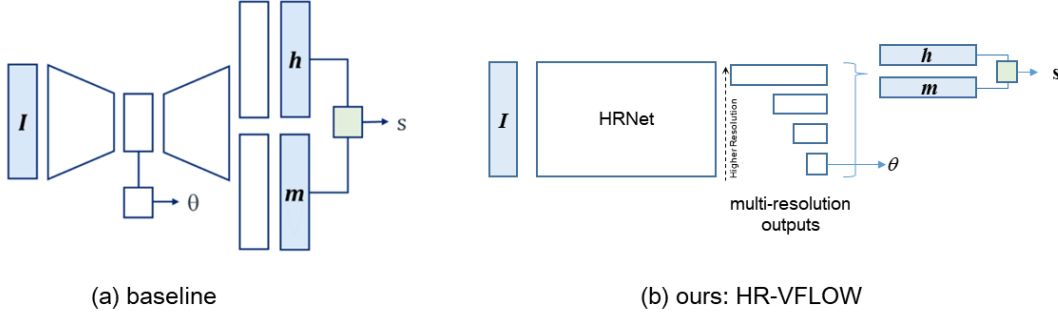 I
θ
h
m
s
(a) baseline
I
HRNet
Higher Resolution
multi-resolution
outputs
θ
h
m
s
(b) ours: HR-VFLOW